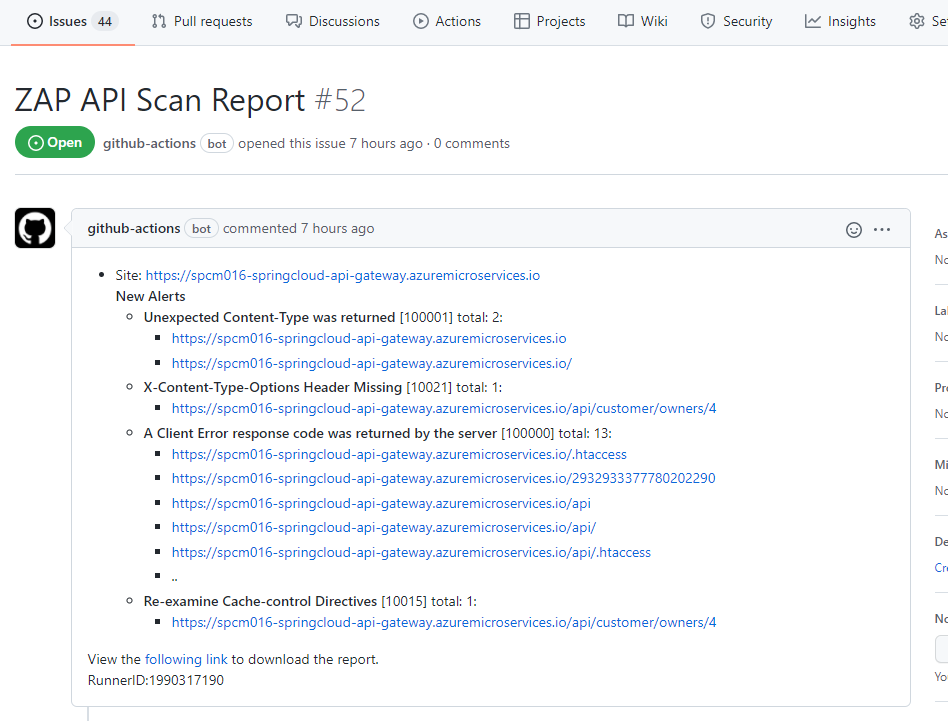 Issues 44 Pull requests Discussions Actions Projects Wiki Security Insights Se
ZAP API Scan Report #52
Open github-actions bot opened this issue 7 hours ago · 0 comments
github-actions bot commented 7 hours ago
As
No
Site: https://spcm016-springcloud-api-gateway.azuremicroservices.io
New Alerts
La
Unexpected Content-Type was returned [100001] total: 2:
https://spcm016-springcloud-api-gateway.azuremicroservices.io
No
https://spcm016-springcloud-api-gateway.azuremicroservices.io/
X-Content-Type-Options Header Missing [10021] total: 1:
Pr
https://spcm016-springcloud-api-gateway.azuremicroservices.io/api/customer/owners/4
No
A Client Error response code was returned by the server [100000] total: 13:
https://spcm016-springcloud-api-gateway.azuremicroservices.io/.htaccess
Mi
https://spcm016-springcloud-api-gateway.azuremicroservices.io/2932933377780202290
No
https://spcm016-springcloud-api-gateway.azuremicroservices.io/api
https://spcm016-springcloud-api-gateway.azuremicroservices.io/api/
De
https://spcm016-springcloud-api-gateway.azuremicroservices.io/api/.htaccess
Cre
..
Re-examine Cache-control Directives [10015] total: 1:
No
https://spcm016-springcloud-api-gateway.azuremicroservices.io/api/customer/owners/4
View the following link to download the report.
You
RunnerID:1990317190